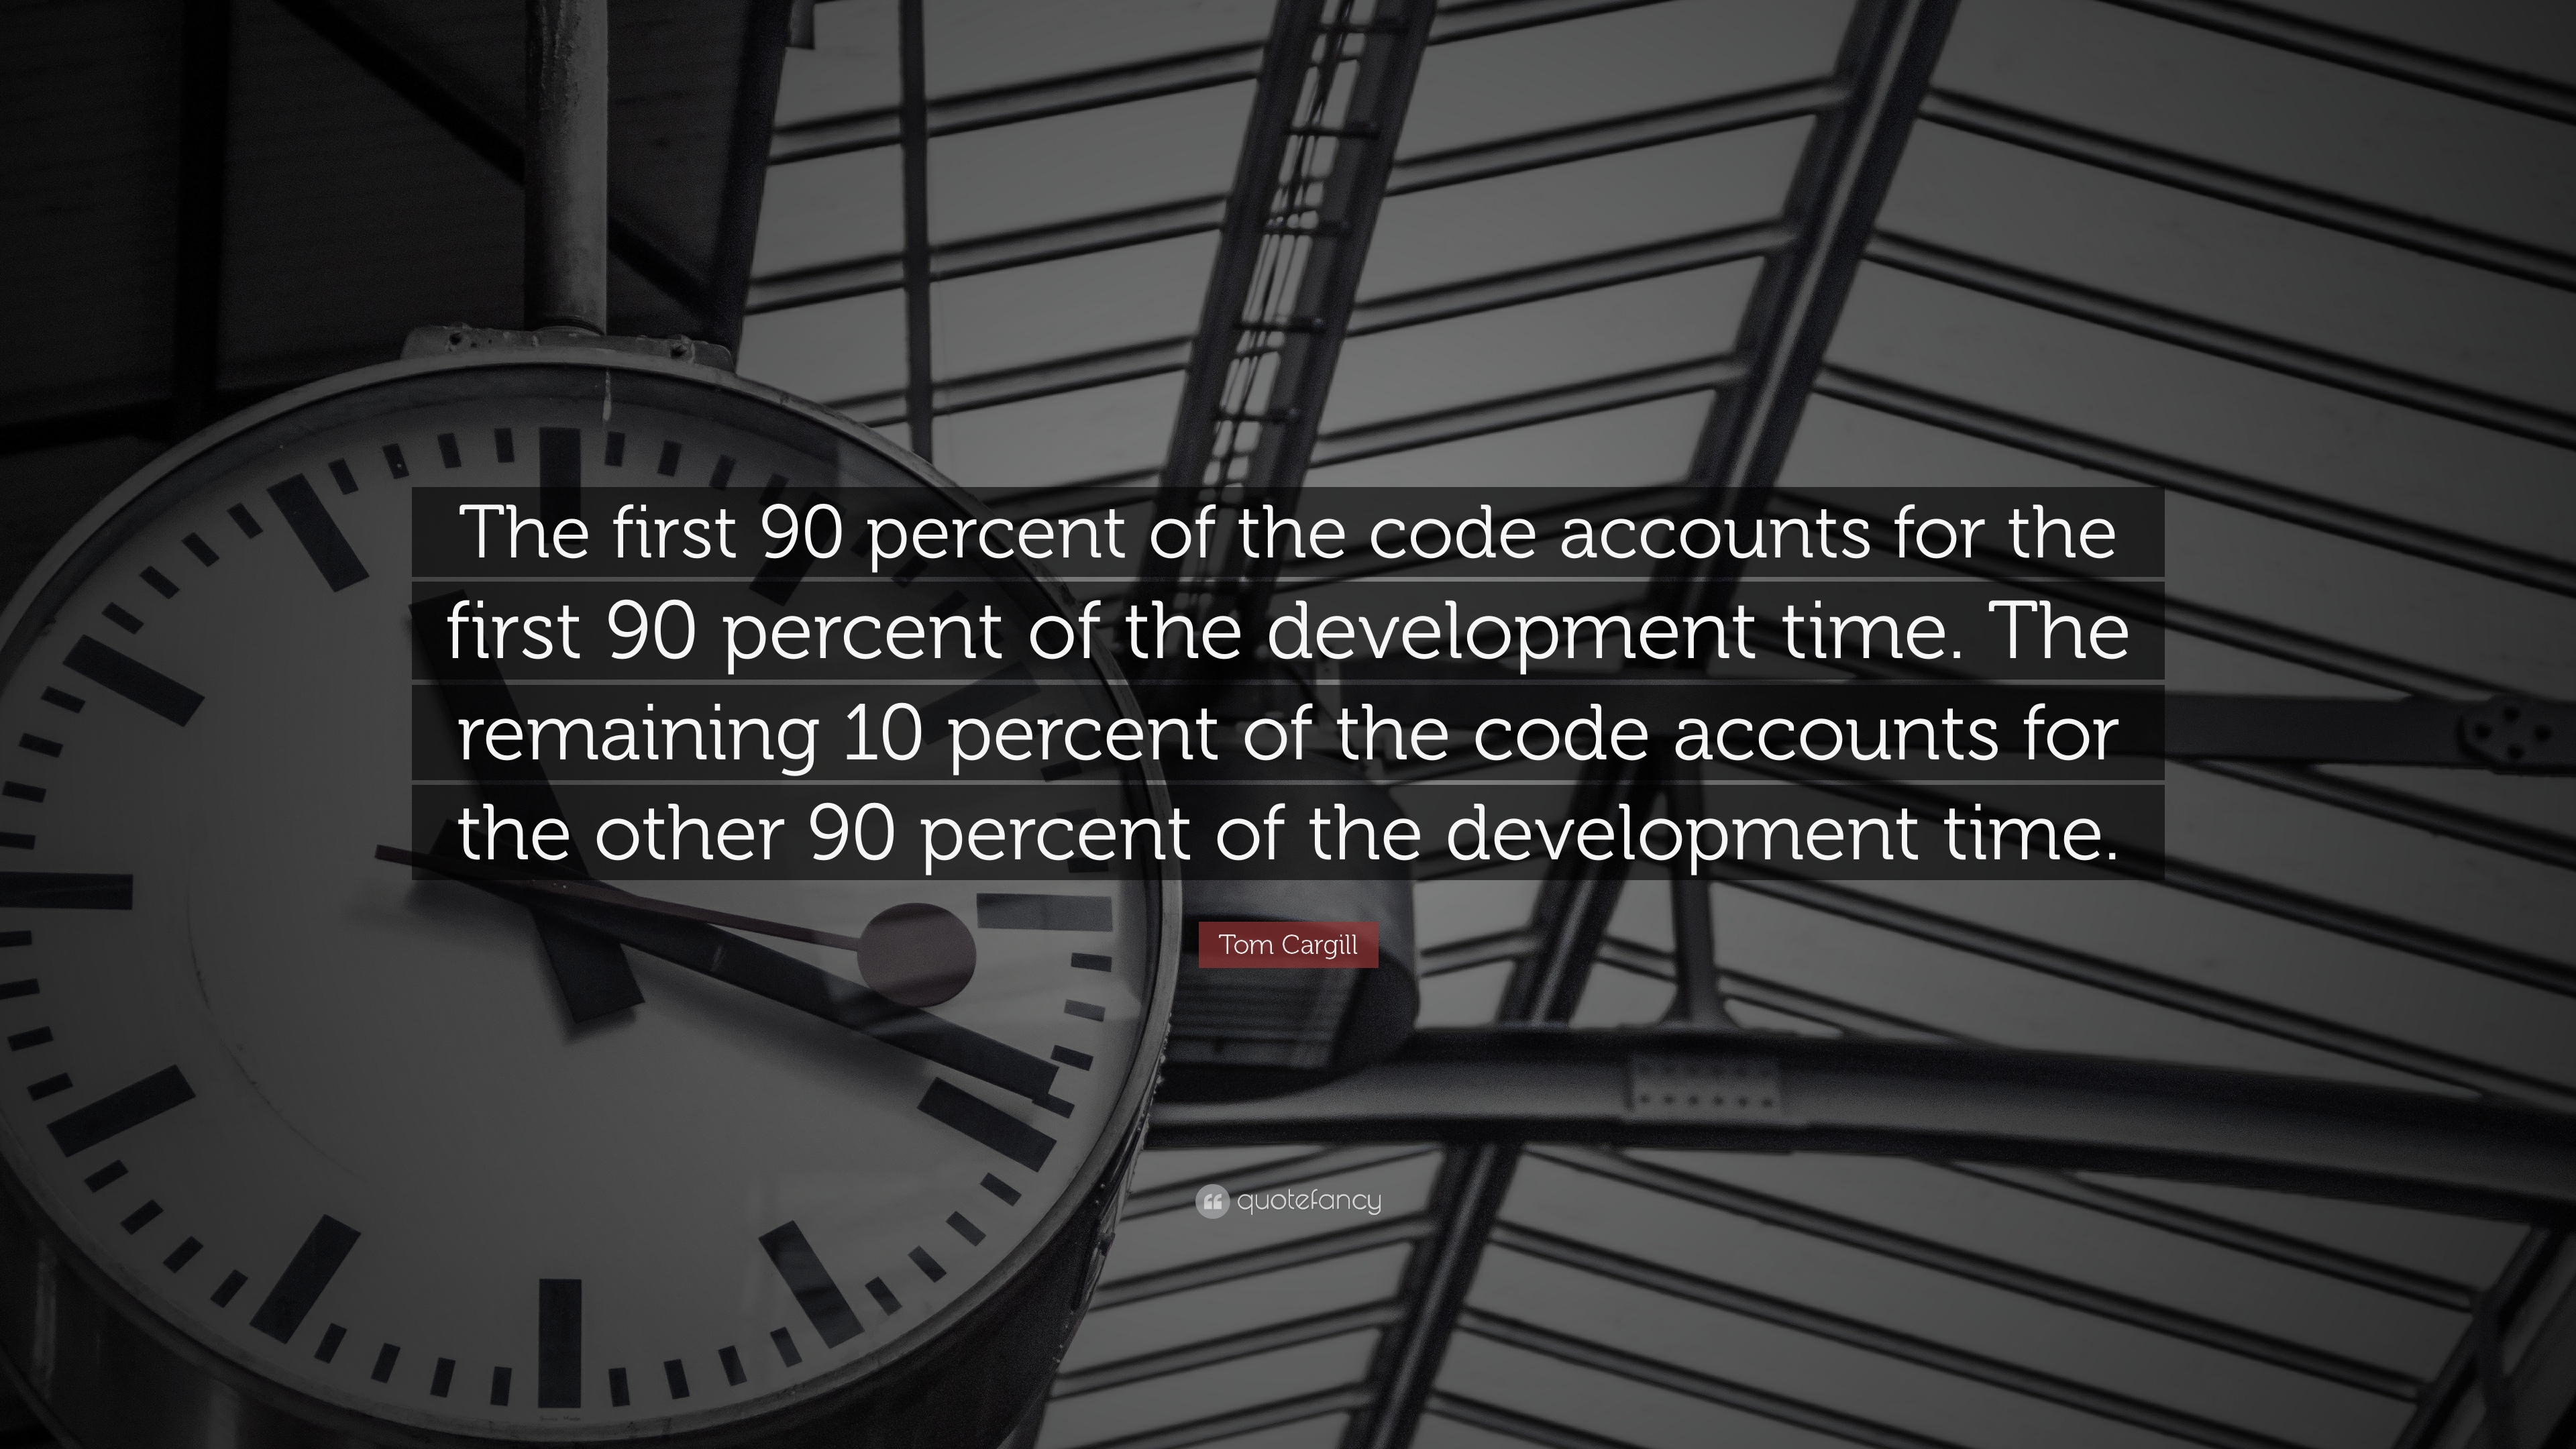 The first 90 percent of the code accounts for the
first 90 percent of the development time. The
remaining 10 percent of the code accounts for
the other 90 percent of the development time.
Tom Cargill
quotefancy